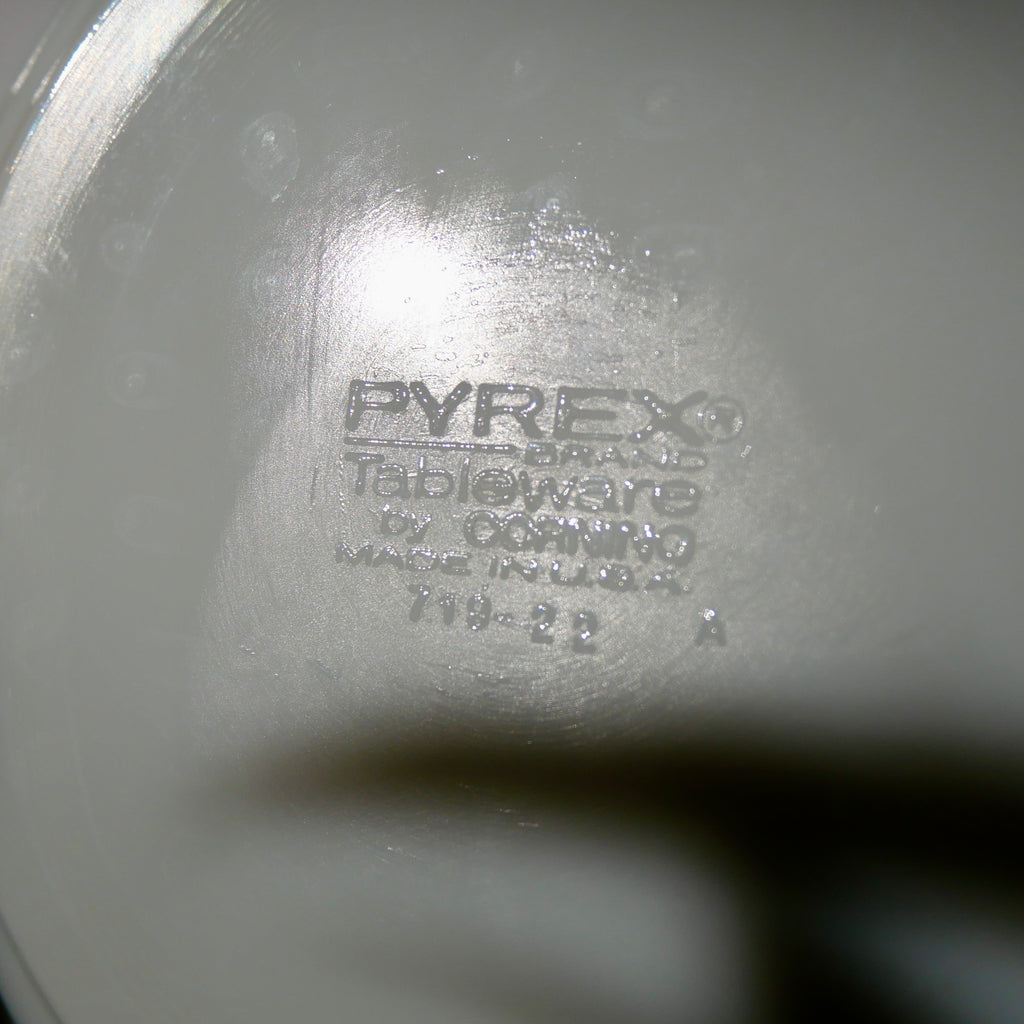 PYREX®
BRAND
Tableware
by CORNING
MADE IN U.S.A.
719-22 A